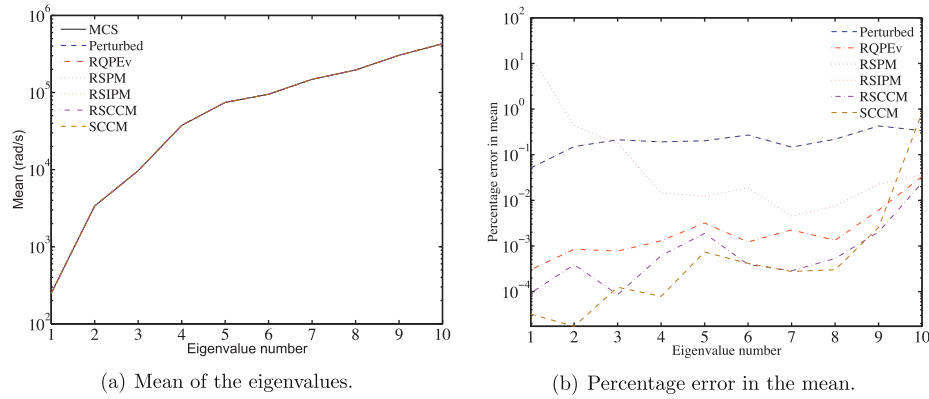 10^6
10^5
10^4
10^3
10^2
Mean (rad/s)
MCS
Perturbed
RQPEv
RSPM
RSIPM
RSCCM
SCCM
1 2 3 4 5 6 7 8 9 10
Eigenvalue number
(a) Mean of the eigenvalues.
10^2
10^1
10^0
10^-1
10^-2
10^-3
10^-4
Percentage error in mean
Perturbed
RQPEv
RSPM
RSIPM
RSCCM
SCCM
1 2 3 4 5 6 7 8 9 10
Eigenvalue number
(b) Percentage error in the mean.